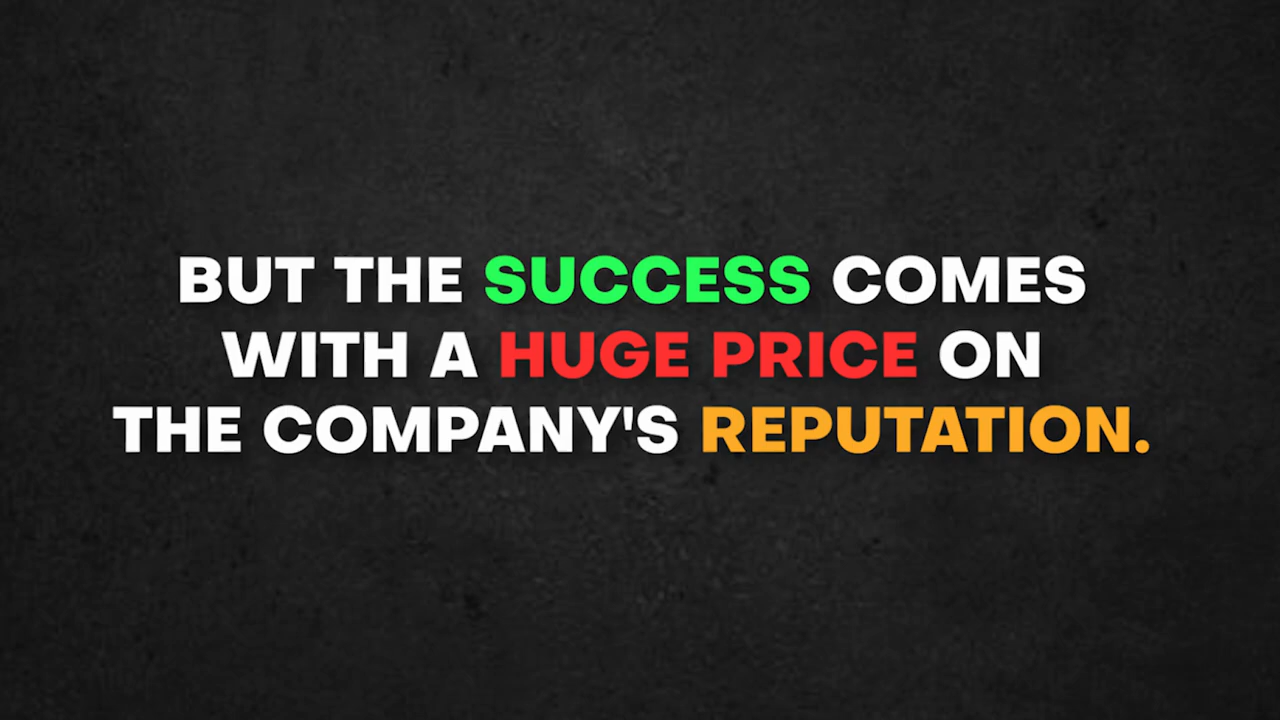 BUT THE SUCCESS COMES
WITH A HUGE PRICE ON
THE COMPANY'S REPUTATION.